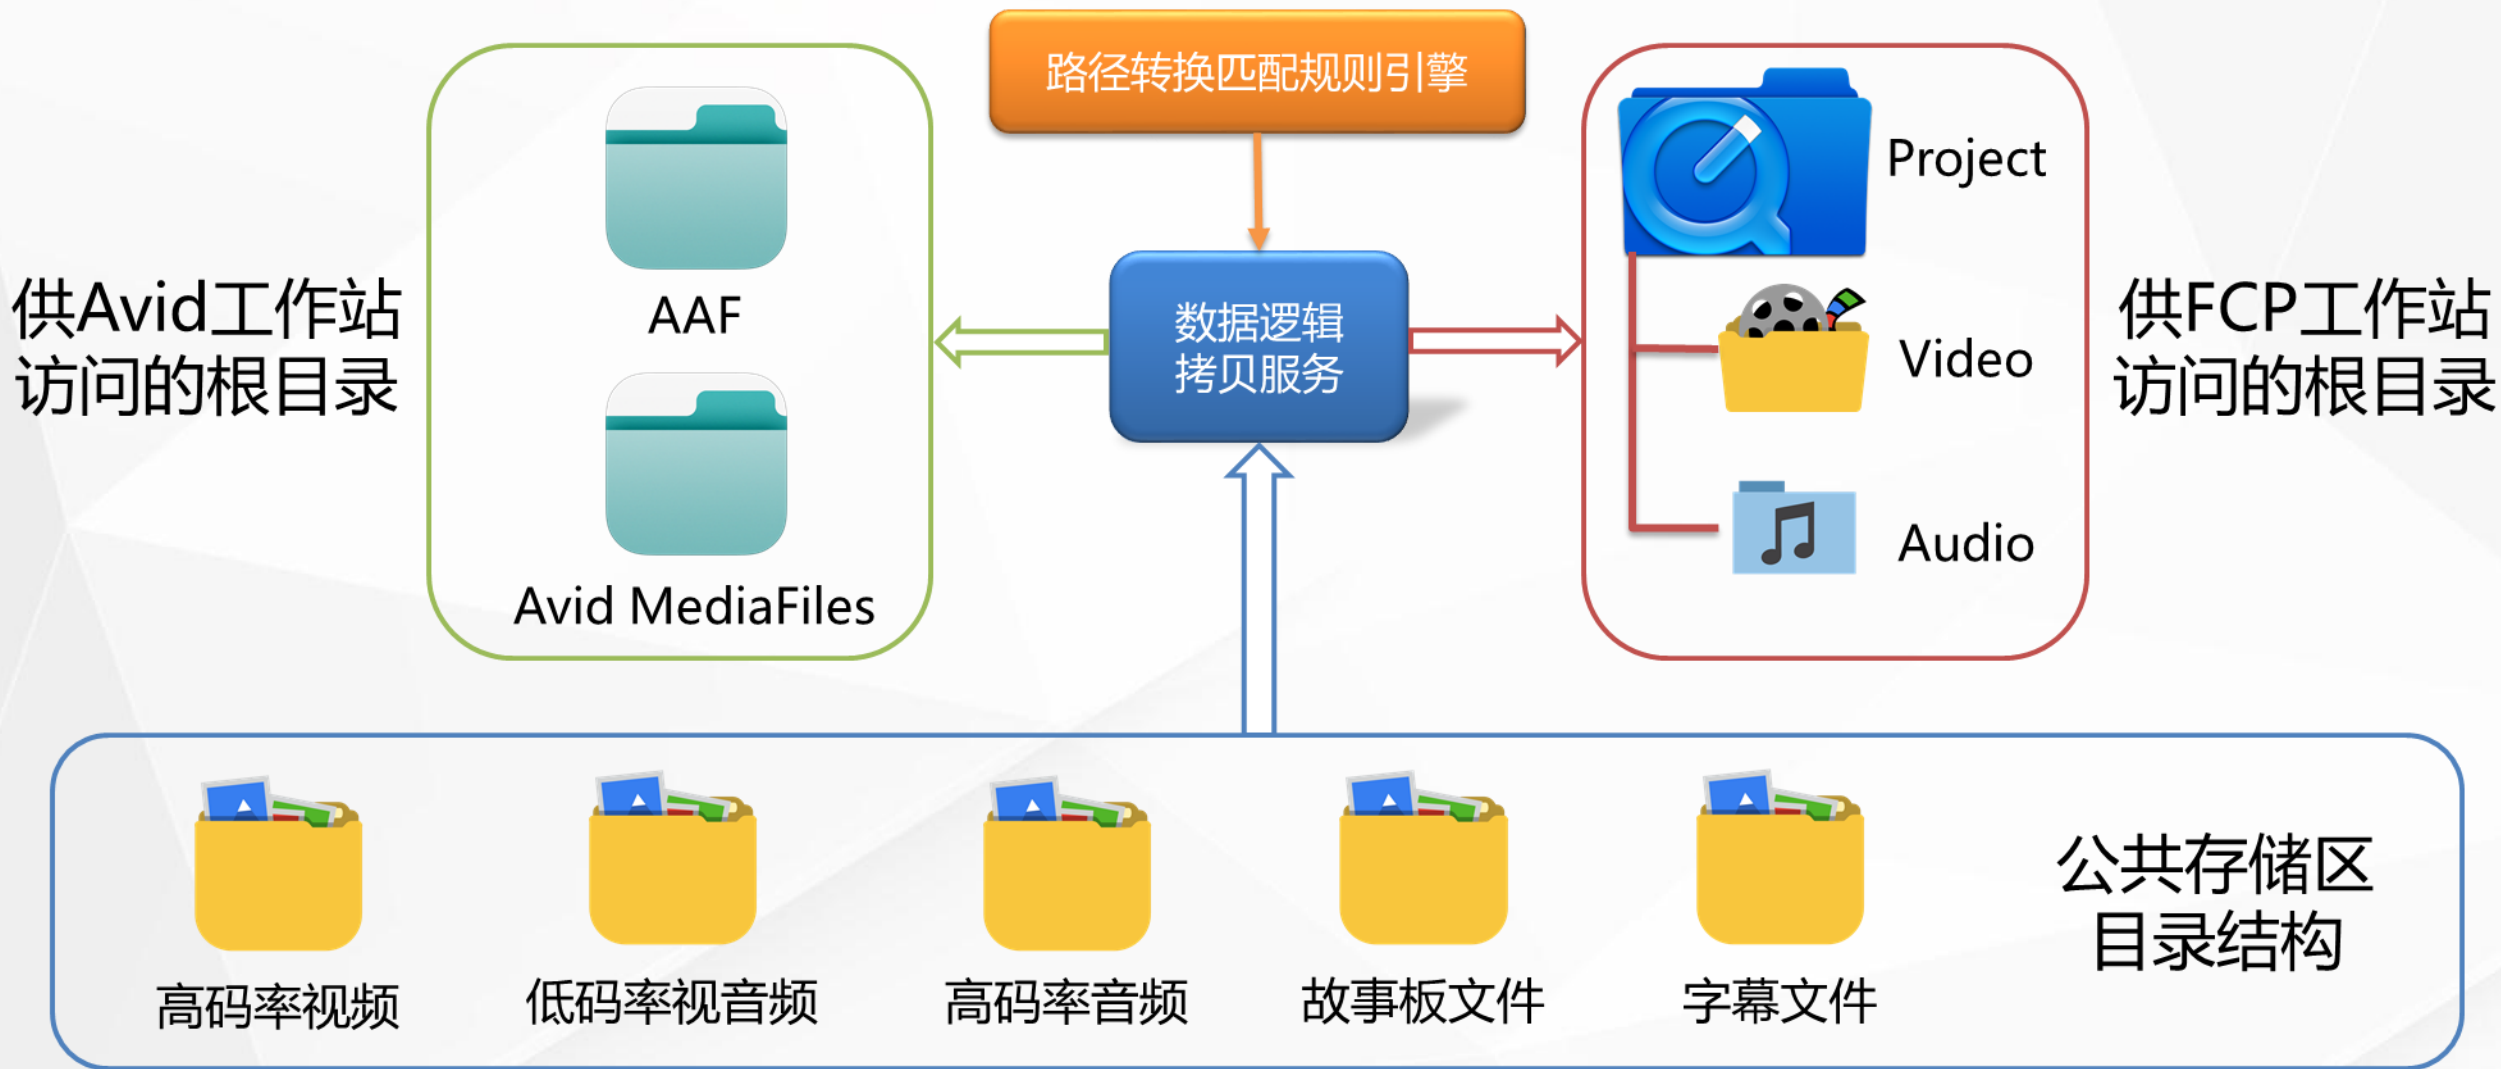 路径转换匹配规则引擎
供Avid工作站
访问的根目录
AAF
Avid MediaFiles
数据逻辑
拷贝服务
Project
Video
Audio
供FCP工作站
访问的根目录
高码率视频
低码率视音频
高码率音频
故事板文件
字幕文件
公共存储区
目录结构